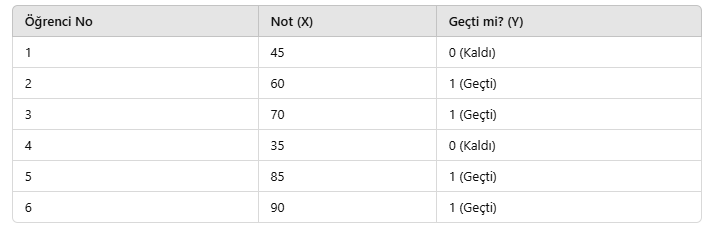 Öğrenci No Not (X) Geçti mi? (Y)
1 45 0 (Kaldı)
2 60 1 (Geçti)
3 70 1 (Geçti)
4 35 0 (Kaldı)
5 85 1 (Geçti)
6 90 1 (Geçti)